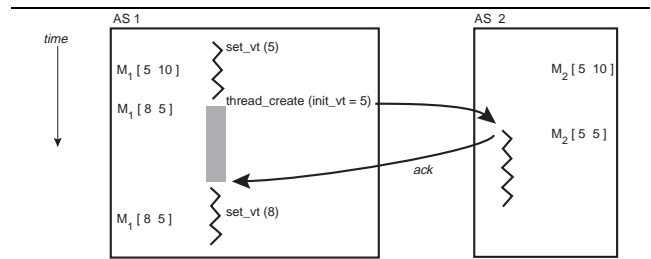 AS 1
AS 2
time
set_vt (5)
M1 [ 5 10 ]
M2 [ 5 10 ]
thread_create (init_vt = 5)
M1 [ 8 5 ]
M2 [ 5 5 ]
ack
set_vt (8)
M1 [ 8 5 ]